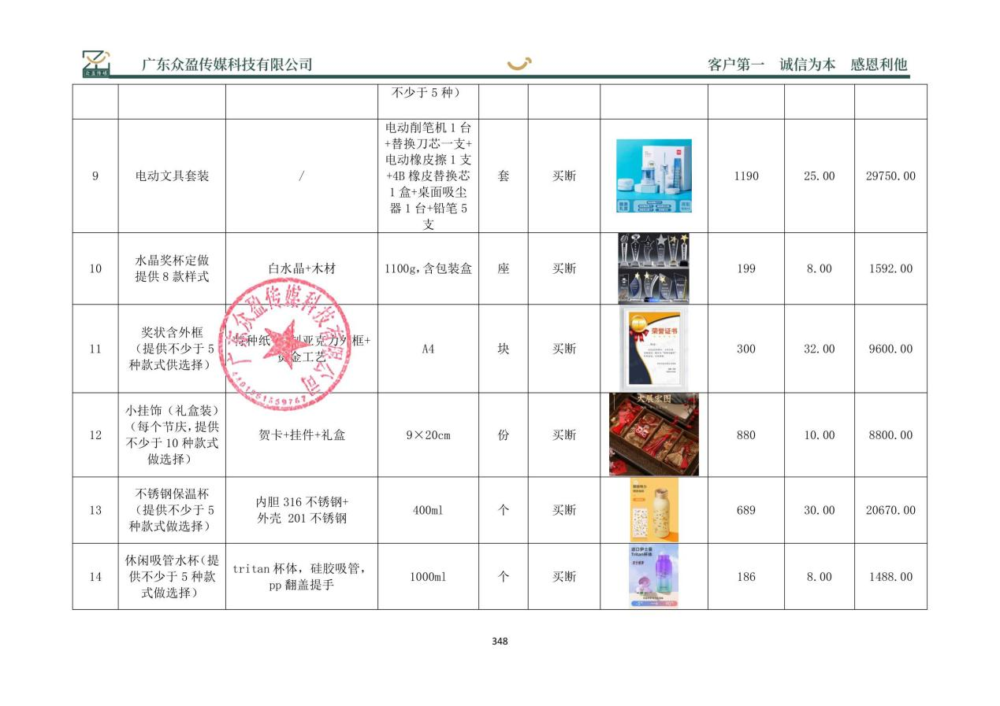 众盈传媒
广东众盈传媒科技有限公司
客户第一 诚信为本 感恩利他
不少于 5 种）
9
电动文具套装
/
电动削笔机 1 台
+替换刀芯一支+
电动橡皮擦 1 支
+4B 橡皮替换芯
1 盒+桌面吸尘
器 1 台+铅笔 5
支
套
买断
1190
25.00
29750.00
10
水晶奖杯定做
提供 8 款样式
白水晶+木材
1100g,含包装盒
座
买断
199
8.00
1592.00
11
奖状含外框
（提供不少于 5
种款式供选择）
特种纸
亚克力外框+
金工艺
广东众盈传媒科技有限公司
A4
块
买断
荣誉证书
300
32.00
9600.00
12
小挂饰（礼盒装）
（每个节庆,提供
不少于 10 种款式
做选择）
贺卡+挂件+礼盒
9×20cm
份
买断
大展宏图
880
10.00
8800.00
13
不锈钢保温杯
（提供不少于 5
种款式做选择）
内胆 316 不锈钢+
外壳 201 不锈钢
400ml
个
买断
689
30.00
20670.00
14
休闲吸管水杯(提
供不少于 5 种款
式做选择）
tritan 杯体，硅胶吸管，
pp 翻盖提手
1000ml
个
买断
进口伊士曼
Tritan杯体
186
8.00
1488.00
348